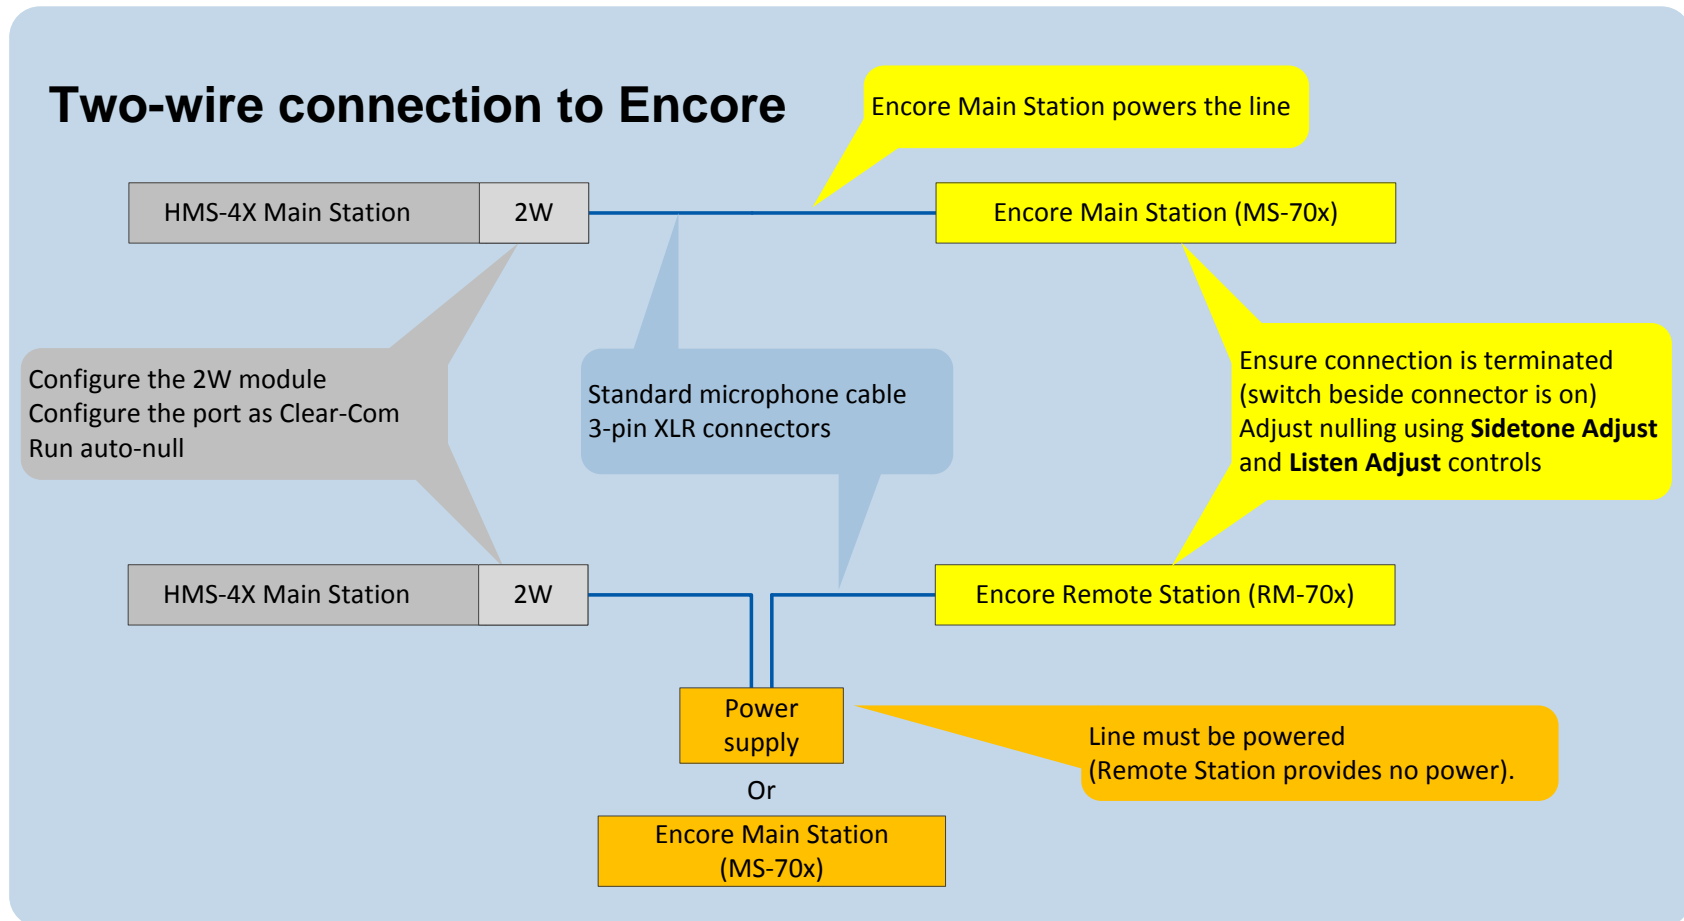 Two-wire connection to Encore
Encore Main Station powers the line
HMS-4X Main Station
2W
Encore Main Station (MS-70x)
Configure the 2W module
Configure the port as Clear-Com
Run auto-null
Standard microphone cable
3-pin XLR connectors
Ensure connection is terminated
(switch beside connector is on)
Adjust nulling using Sidetone Adjust
and Listen Adjust controls
HMS-4X Main Station
2W
Encore Remote Station (RM-70x)
Power
supply
Line must be powered
(Remote Station provides no power).
Or
Encore Main Station
(MS-70x)